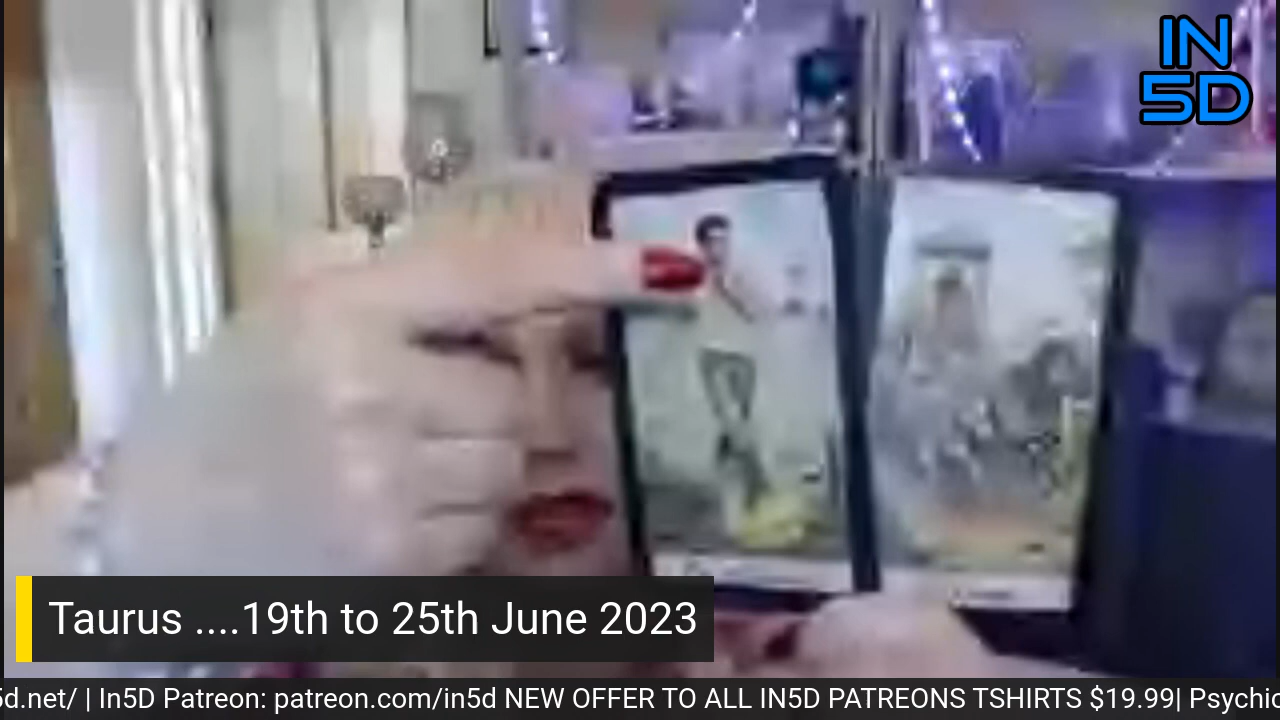 IN
5D
Taurus ....19th to 25th June 2023
5d.net/ | In5D Patreon: patreon.com/in5d NEW OFFER TO ALL IN5D PATREONS TSHIRTS $19.99| Psychic